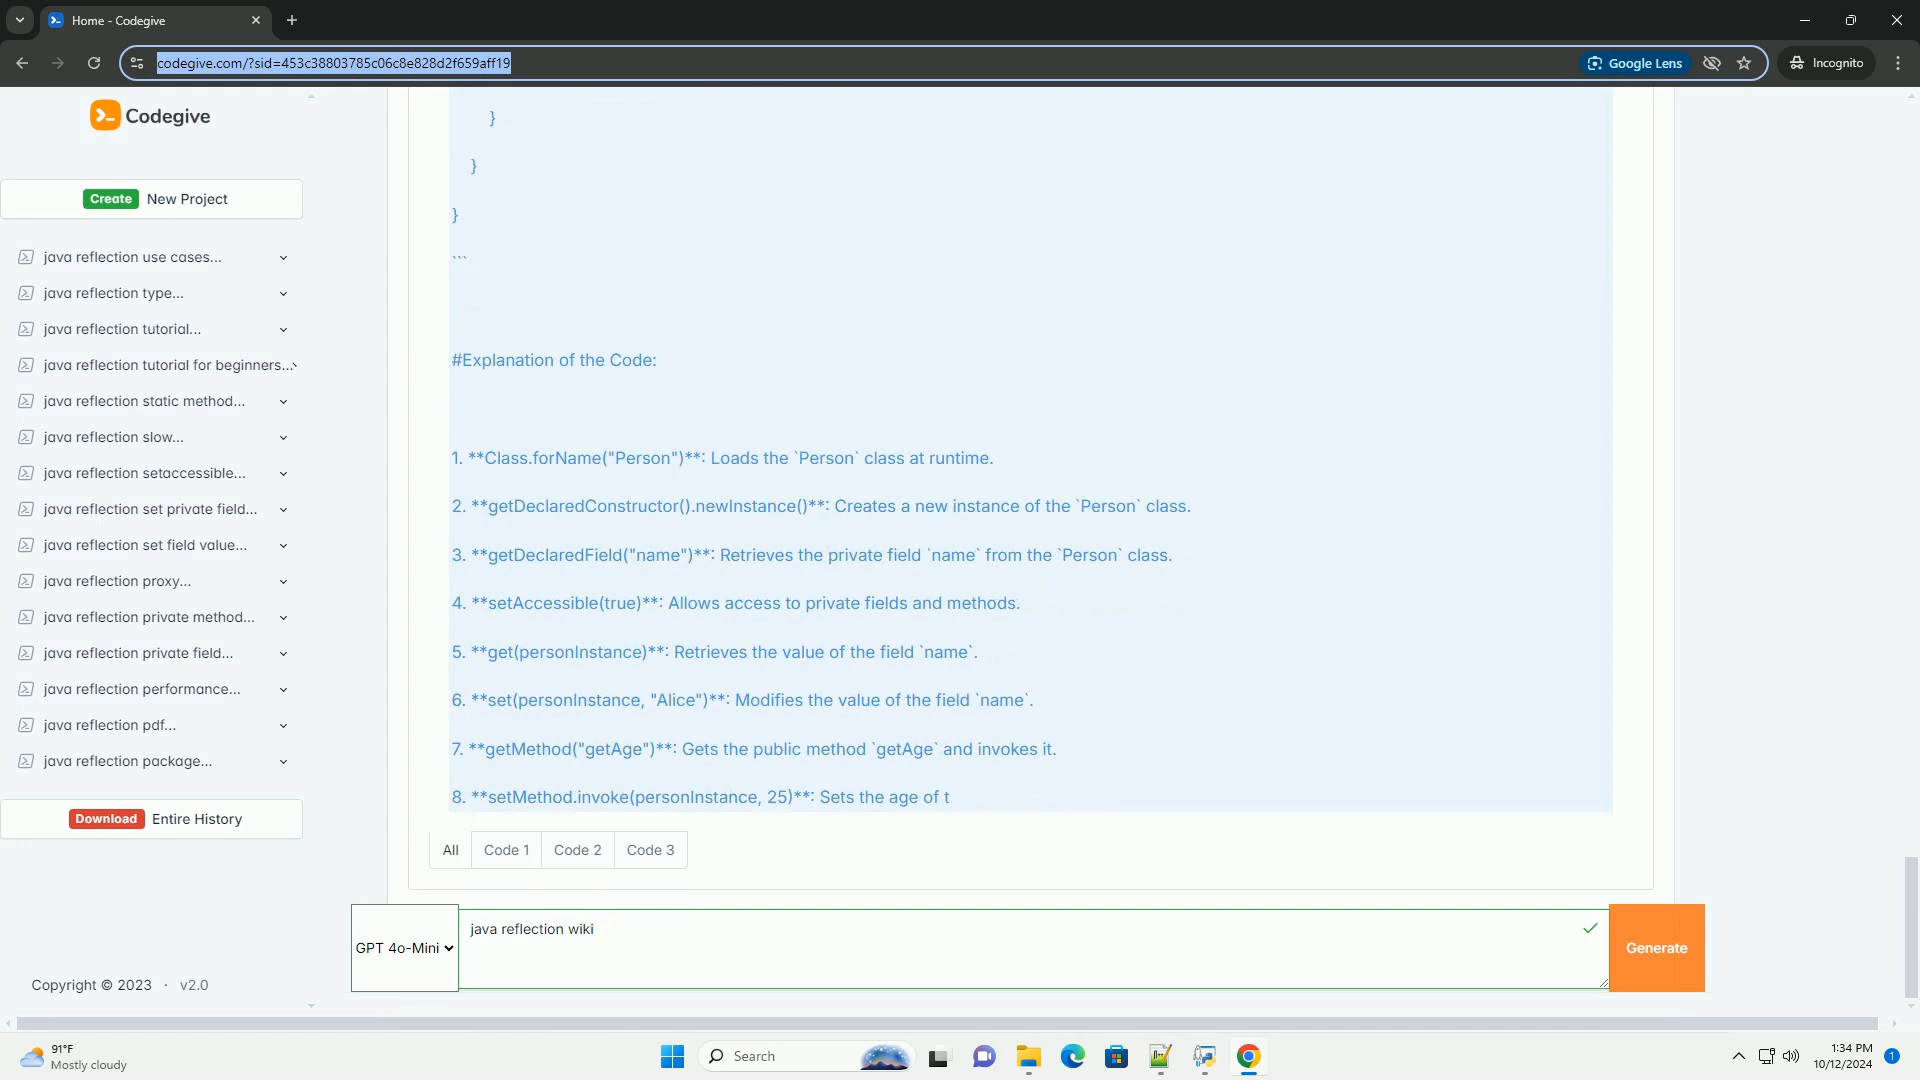 Home - Codegive
codegive.com/?sid=453c38803785c06c8e828d2f659aff19
Google Lens
Incognito
Codegive
Create New Project
java reflection use cases...
java reflection type...
java reflection tutorial...
java reflection tutorial for beginners...
java reflection static method...
java reflection slow...
java reflection setaccessible...
java reflection set private field...
java reflection set field value...
java reflection proxy...
java reflection private method...
java reflection private field...
java reflection performance...
java reflection pdf...
java reflection package...
Download Entire History
Copyright © 2023 · v2.0
}
}
}
```
#Explanation of the Code:
1. **Class.forName("Person")**: Loads the `Person` class at runtime.
2. **getDeclaredConstructor().newInstance()**: Creates a new instance of the `Person` class.
3. **getDeclaredField("name")**: Retrieves the private field `name` from the `Person` class.
4. **setAccessible(true)**: Allows access to private fields and methods.
5. **get(personInstance)**: Retrieves the value of the field `name`.
6. **set(personInstance, "Alice")**: Modifies the value of the field `name`.
7. **getMethod("getAge")**: Gets the public method `getAge` and invokes it.
8. **setMethod.invoke(personInstance, 25)**: Sets the age of t
All Code 1 Code 2 Code 3
GPT 4o-Mini
java reflection wiki
Generate
91°F
Mostly cloudy
Search
1:34 PM
10/12/2024
1